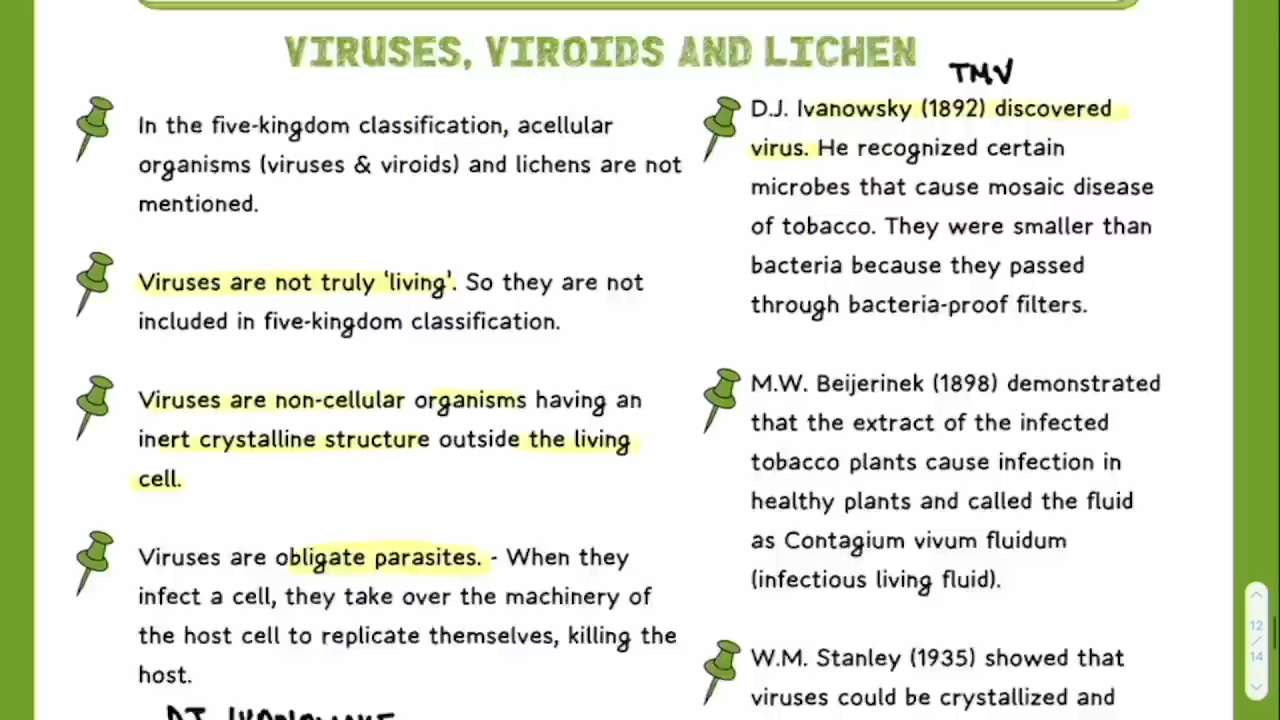 VIRUSES, VIROIDS AND LICHEN
In the five-kingdom classification, acellular
organisms (viruses & viroids) and lichens are not
mentioned.
Viruses are not truly 'living'. So they are not
included in five-kingdom classification.
Viruses are non-cellular organisms having an
inert crystalline structure outside the living
cell.
Viruses are obligate parasites. - When they
infect a cell, they take over the machinery of
the host cell to replicate themselves, killing the
host.
TMV
D.J. Ivanowsky (1892) discovered
virus. He recognized certain
microbes that cause mosaic disease
of tobacco. They were smaller than
bacteria because they passed
through bacteria-proof filters.
M.W. Beijerinek (1898) demonstrated
that the extract of the infected
tobacco plants cause infection in
healthy plants and called the fluid
as Contagium vivum fluidum
(infectious living fluid).
W.M. Stanley (1935) showed that
viruses could be crystallized and
12
/
14